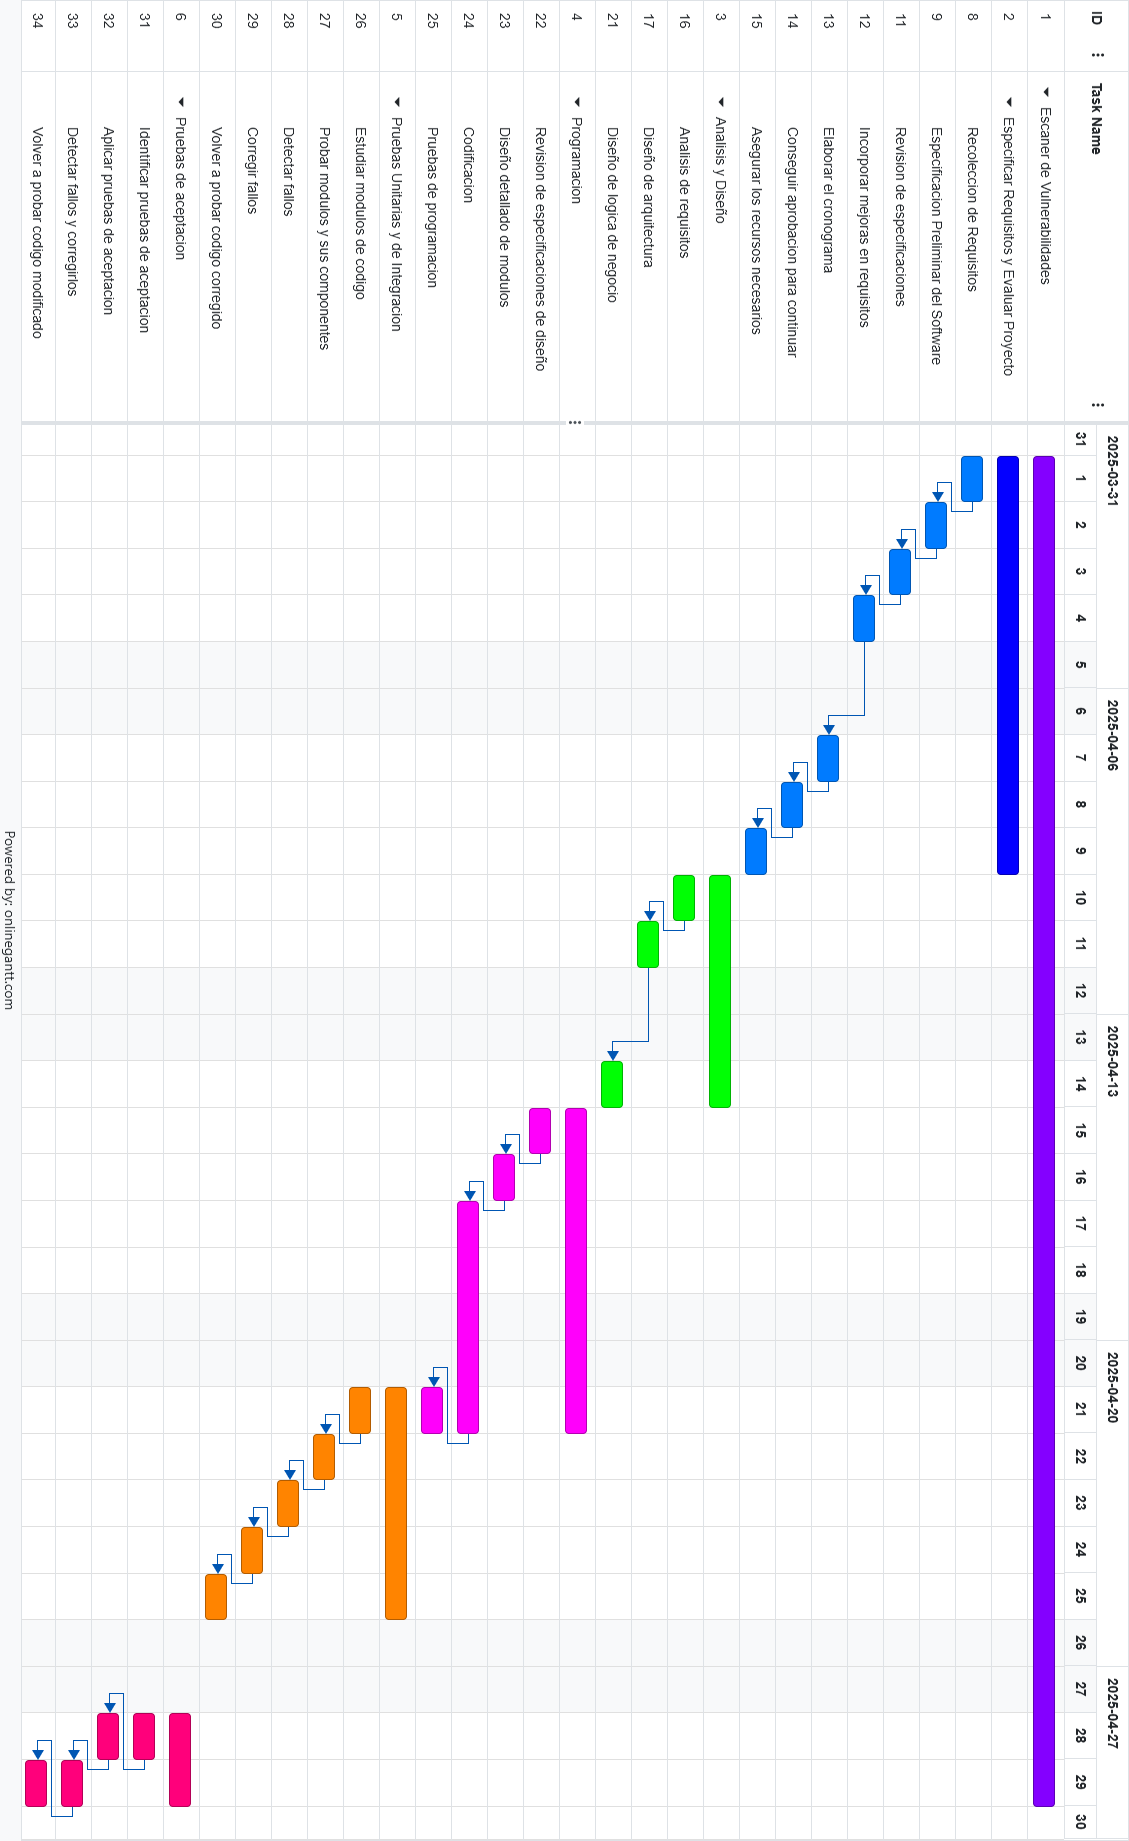 ID ⋮ Task Name ⋮
2025-03-31 2025-04-06 2025-04-13 2025-04-20 2025-04-27
31 1 2 3 4 5 6 7 8 9 10 11 12 13 14 15 16 17 18 19 20 21 22 23 24 25 26 27 28 29 30
1 Escaner de Vulnerabilidades
2 Especificar Requisitos y Evaluar Proyecto
8 Recoleccion de Requisitos
9 Especificacion Preliminar del Software
11 Revision de especificaciones
12 Incorporar mejoras en requisitos
13 Elaborar el cronograma
14 Conseguir aprobacion para continuar
15 Asegurar los recursos necesarios
3 Analisis y Diseño
16 Analisis de requisitos
17 Diseño de arquitectura
21 Diseño de logica de negocio
4 Programacion
22 Revision de especificaciones de diseño
23 Diseño detallado de modulos
24 Codificacion
25 Pruebas de programacion
5 Pruebas Unitarias y de Integracion
26 Estudiar modulos de codigo
27 Probar modulos y sus componentes
28 Detectar fallos
29 Corregir fallos
30 Volver a probar codigo corregido
6 Pruebas de aceptacion
31 Identificar pruebas de aceptacion
32 Aplicar pruebas de aceptacion
33 Detectar fallos y corregirlos
34 Volver a probar codigo modificado
Powered by: onlinegantt.com